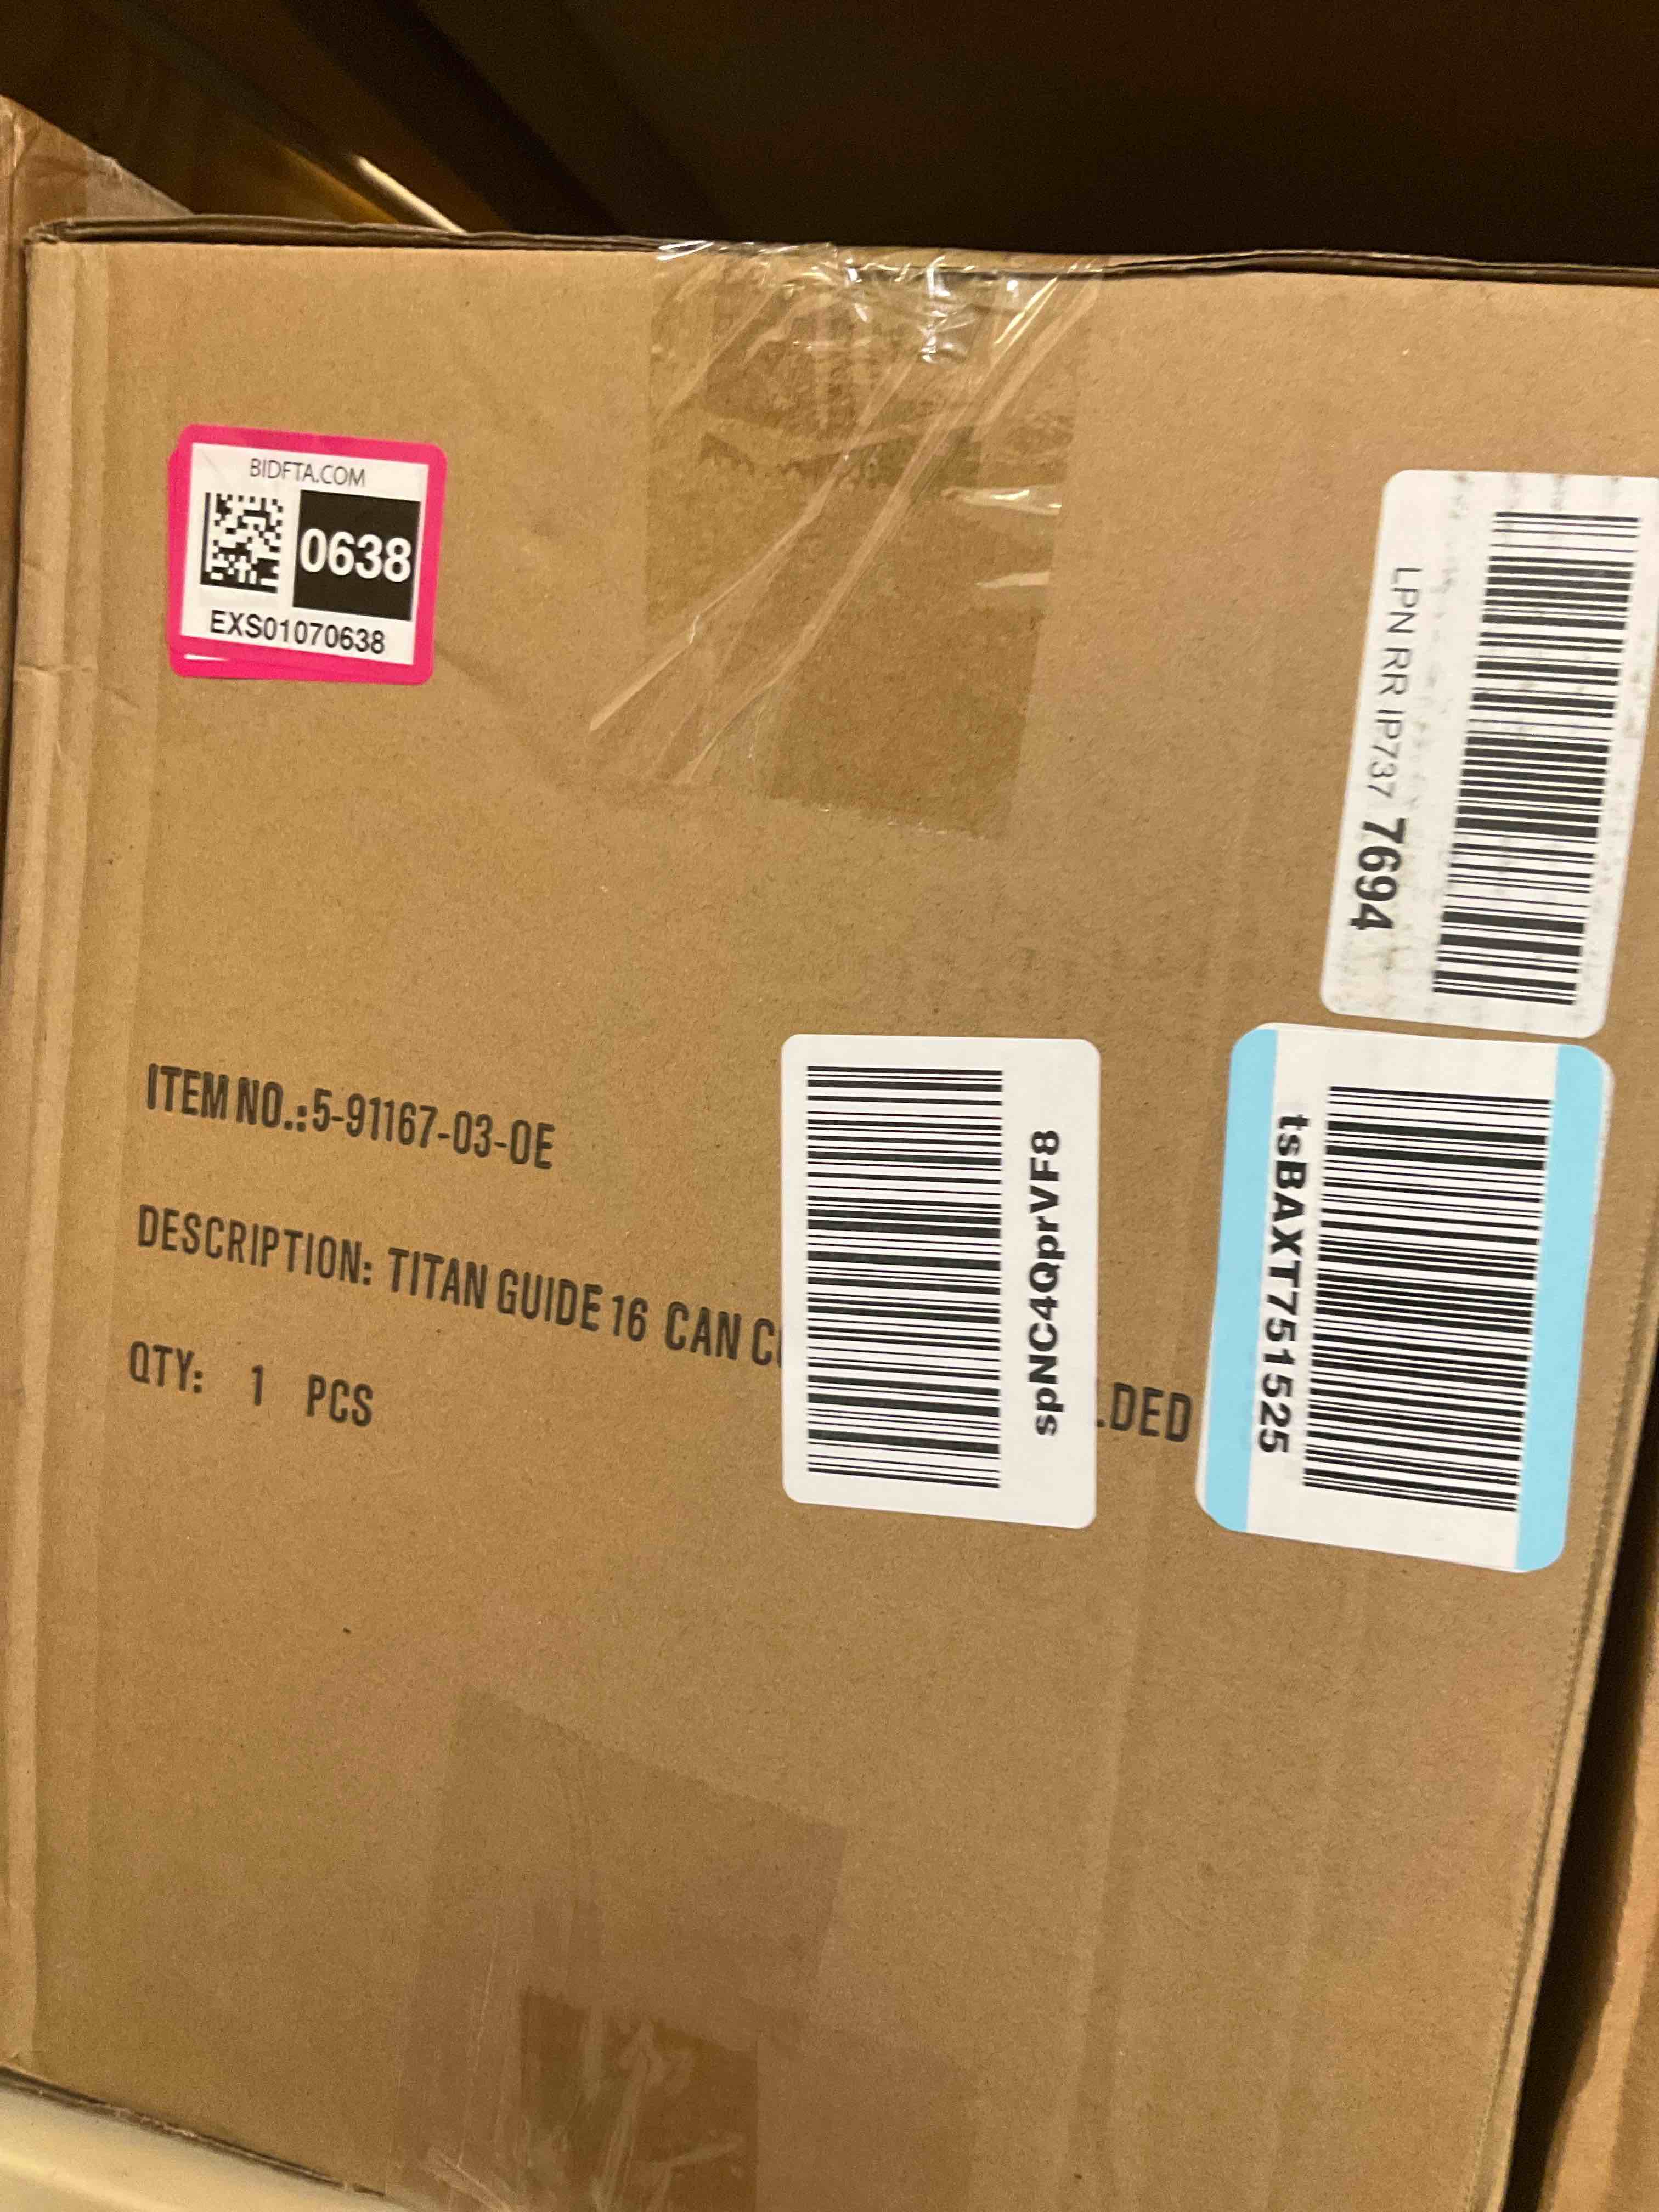 BIDFTA.COM
0638
EXS01070638
LPN RR IP737 7694
ITEM NO.:5-91167-03-OE
DESCRIPTION: TITAN GUIDE 16 CAN
QTY: 1 PCS
spNC4QprVF8
tsBAXT751525